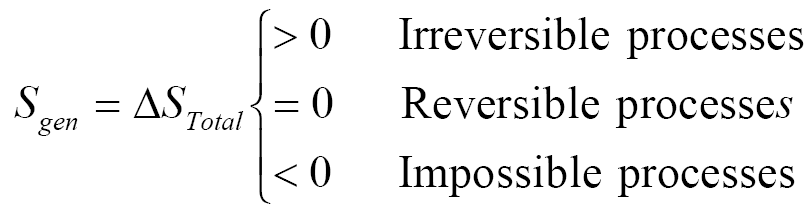 > 0 Irreversible processes
S_gen = ΔS_Total { = 0 Reversible processes
< 0 Impossible processes